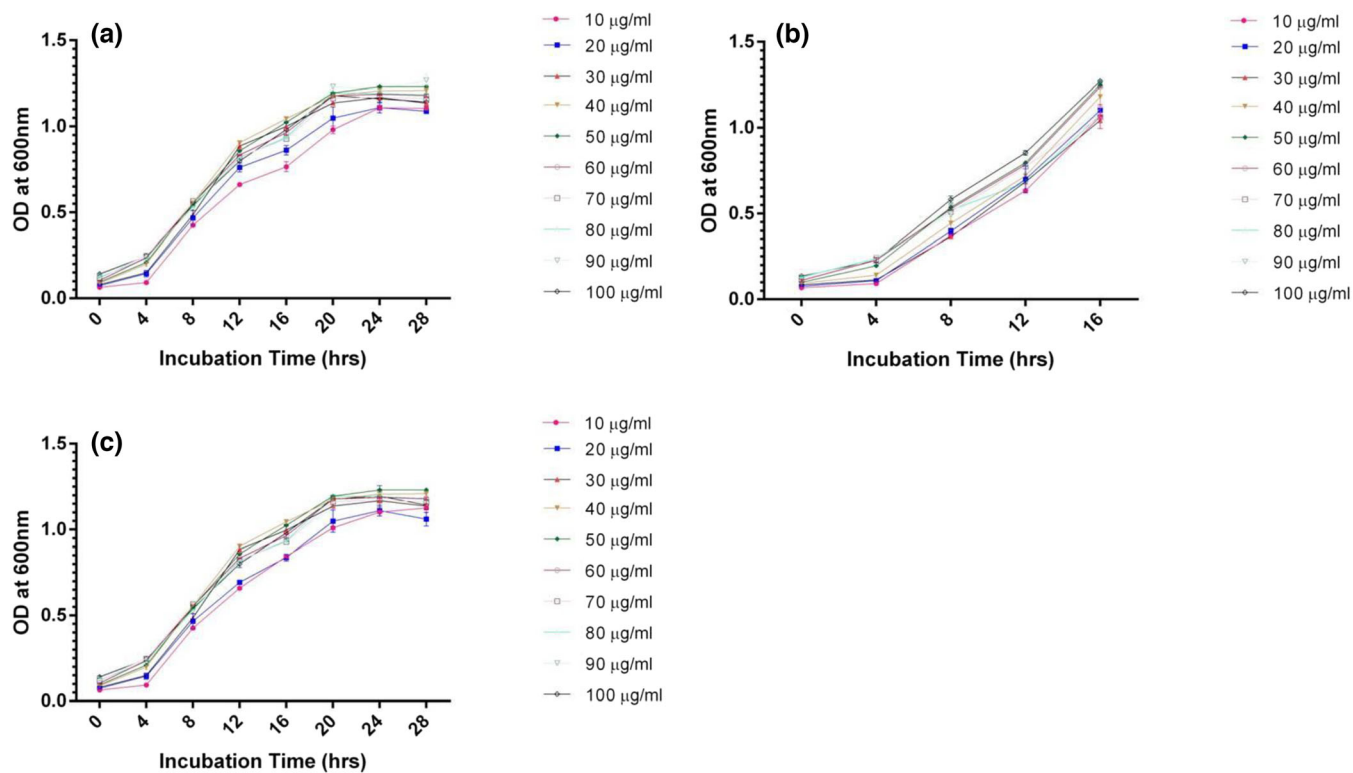 (a)
OD at 600nm
1.5
1.0
0.5
0.0
0 4 8 12 16 20 24 28
Incubation Time (hrs)
10 μg/ml
20 μg/ml
30 μg/ml
40 μg/ml
50 μg/ml
60 μg/ml
70 μg/ml
80 μg/ml
90 μg/ml
100 μg/ml
(b)
OD at 600nm
1.5
1.0
0.5
0.0
0 4 8 12 16
Incubation Time (hrs)
10 μg/ml
20 μg/ml
30 μg/ml
40 μg/ml
50 μg/ml
60 μg/ml
70 μg/ml
80 μg/ml
90 μg/ml
100 μg/ml
(c)
OD at 600nm
1.5
1.0
0.5
0.0
0 4 8 12 16 20 24 28
Incubation Time (hrs)
10 μg/ml
20 μg/ml
30 μg/ml
40 μg/ml
50 μg/ml
60 μg/ml
70 μg/ml
80 μg/ml
90 μg/ml
100 μg/ml